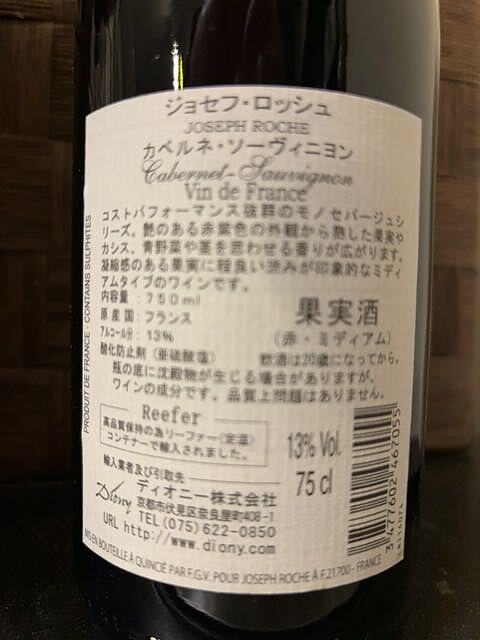 ジョセフ・ロッシュ
JOSEPH ROCHE
カベルネ・ソーヴィニヨン
Cabernet-Sauvignon
Vin de France
コストパフォーマンス抜群のモノセパージュシ
リーズ。艶のある赤紫色の外観から熟した果実や
カシス、青野菜や茎を思わせる香りが広がります。
凝縮感のある果実に程良い渋みが印象的なミディ
アムタイプのワインです。
内容量：750ml
原産国：フランス
アルコール分：13%
酸化防止剤（亜硫酸塩）
果実酒
（赤・ミディアム）
飲酒は20歳になってから。
瓶の底に沈殿物が生じる場合がありますが、
ワインの成分です。品質上問題はありません。
Reefer
高品質保持の為リーファー（定温）
コンテナーで輸入されました。
輸入業者及び引取先
Diony ディオニー株式会社
京都市伏見区奈良屋町408-1
TEL (075) 622-0850
URL http://www.diony.com
13% Vol.
75 cl
3 477602 467055
MIS EN BOUTEILLE À QUINCIÉ PAR F.G.V. POUR JOSEPH ROCHE À F.21700 - FRANCE
PRODUIT DE FRANCE - CONTAINS SULPHITES